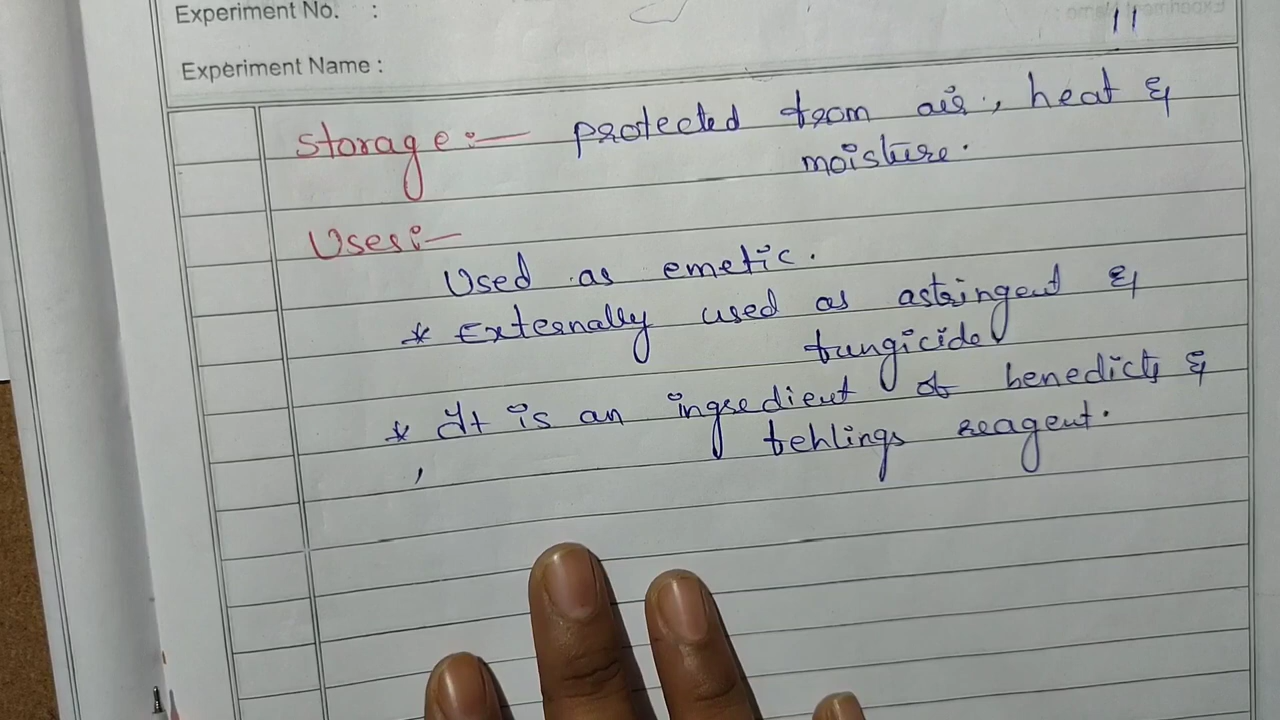 Experiment No. :
11
Experiment Name :
Storage :- protected from air, heat &
moisture.
Uses :-
Used as emetic.
* Externally used as astringent &
fungicide
* It is an ingredient of benedicts &
fehlings reagent.